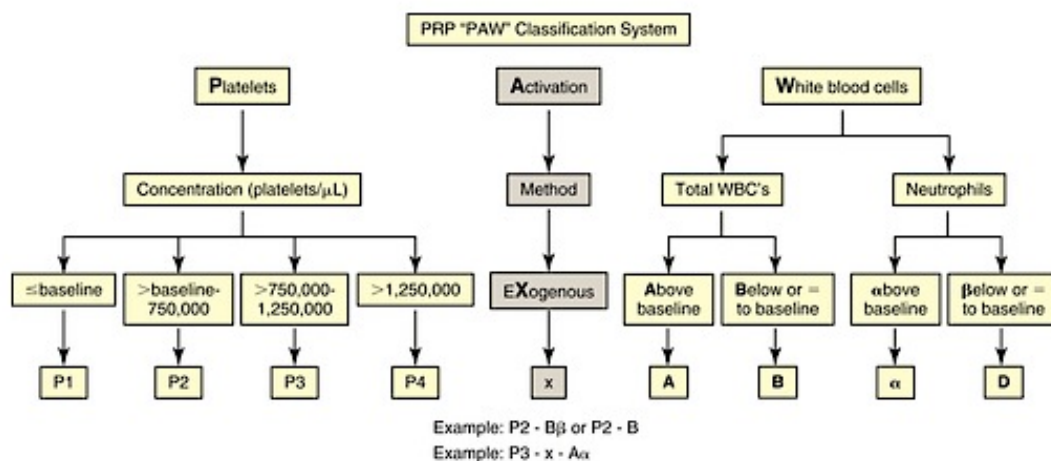 PRP "PAW" Classification System
Platelets
Activation
White blood cells
Concentration (platelets/μL)
Method
Total WBC's
Neutrophils
≤baseline
>baseline-
750,000
>750,000-
1,250,000
>1,250,000
EXogenous
Above
baseline
Below or =
to baseline
αbove
baseline
βelow or =
to baseline
P1
P2
P3
P4
x
A
B
α
D
Example: P2 - Bβ or P2 - B
Example: P3 - x - Aα